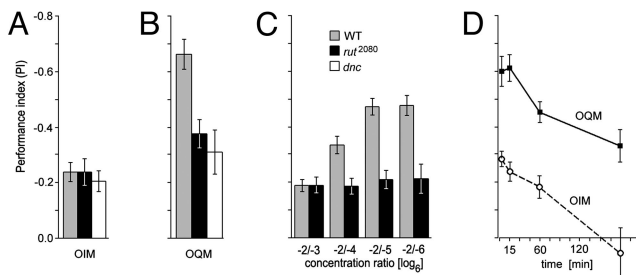 A
B
C
D
Performance index (PI)
-0.8
-0.6
-0.4
-0.2
0.0
OIM
OQM
WT
rut2080
dnc
-2/-3 -2/-4 -2/-5 -2/-6
concentration ratio [log6]
OQM
OIM
15 60 120 180
time [min]